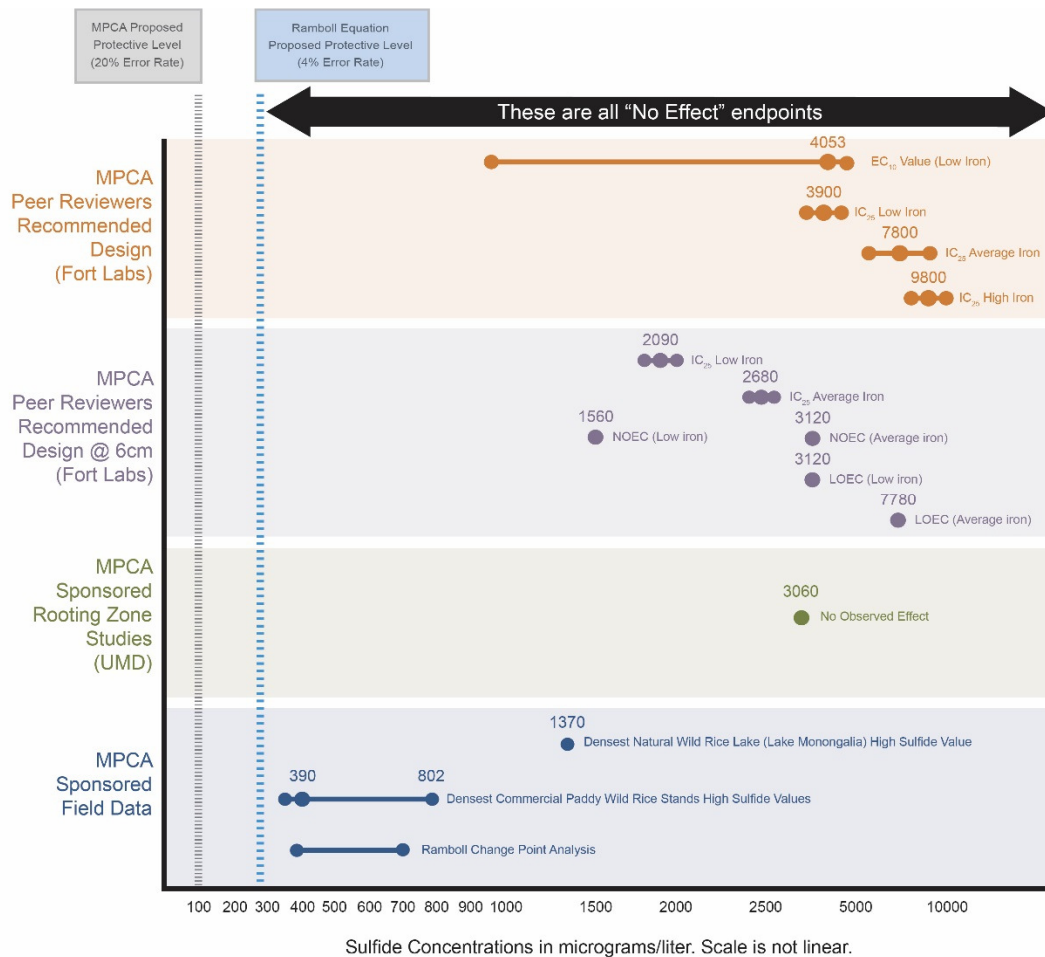 MPCA Proposed
Protective Level
(20% Error Rate)
Ramboll Equation
Proposed Protective Level
(4% Error Rate)
These are all “No Effect” endpoints
MPCA
Peer Reviewers
Recommended
Design
(Fort Labs)
4053
EC10 Value (Low Iron)
3900
IC25 Low Iron
7800
IC25 Average Iron
9800
IC25 High Iron
MPCA
Peer Reviewers
Recommended
Design @ 6cm
(Fort Labs)
2090
IC25 Low Iron
2680
IC25 Average Iron
1560
NOEC (Low iron)
3120
NOEC (Average iron)
3120
LOEC (Low iron)
7780
LOEC (Average iron)
MPCA
Sponsored
Rooting Zone
Studies
(UMD)
3060
No Observed Effect
MPCA
Sponsored
Field Data
1370
Densest Natural Wild Rice Lake (Lake Monongalia) High Sulfide Value
390 802
Densest Commercial Paddy Wild Rice Stands High Sulfide Values
Ramboll Change Point Analysis
100 200 300 400 600 700 800 900 1000 1500 2000 2500 5000 10000
Sulfide Concentrations in micrograms/liter. Scale is not linear.